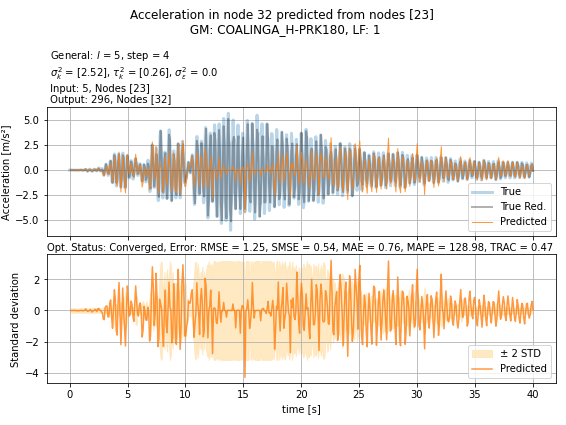 Acceleration in node 32 predicted from nodes [23]
GM: COALINGA_H-PRK180, LF: 1
General: l = 5, step = 4
σ²ₖ = [2.52], τ²ₖ = [0.26], σ²ε = 0.0
Input: 5, Nodes [23]
Output: 296, Nodes [32]
Acceleration [m/s²]
5.0
2.5
0.0
−2.5
−5.0
True
True Red.
Predicted
Opt. Status: Converged, Error: RMSE = 1.25, SMSE = 0.54, MAE = 0.76, MAPE = 128.98, TRAC = 0.47
Standard deviation
2
0
−2
−4
± 2 STD
Predicted
0 5 10 15 20 25 30 35 40
time [s]